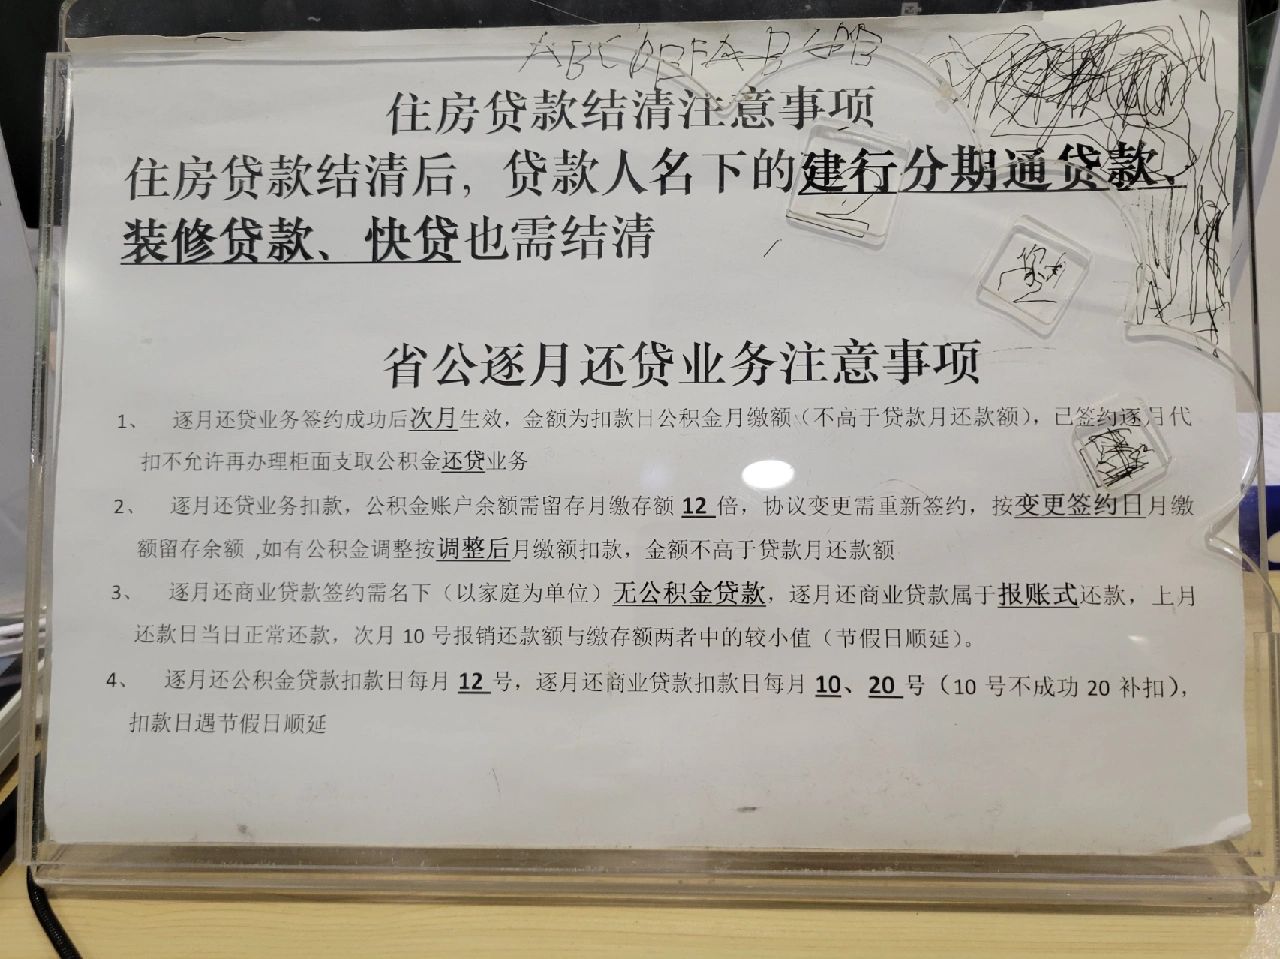 ABCDBFABCDB
住房贷款结清注意事项
住房贷款结清后，贷款人名下的建行分期通贷款、
装修贷款、快贷也需结清
省公逐月还贷业务注意事项
1、 逐月还贷业务签约成功后次月生效，金额为扣款日公积金月缴额（不高于贷款月还款额），已签约逐月代
扣不允许再办理柜面支取公积金还贷业务
2、 逐月还贷业务扣款，公积金账户余额需留存月缴存额 12 倍，协议变更需重新签约，按变更签约日月缴
额留存余额 ,如有公积金调整按调整后月缴额扣款，金额不高于贷款月还款额
3、 逐月还商业贷款签约需名下（以家庭为单位）无公积金贷款，逐月还商业贷款属于报账式还款，上月
还款日当日正常还款，次月 10 号报销还款额与缴存额两者中的较小值（节假日顺延）。
4、 逐月还公积金贷款扣款日每月 12 号，逐月还商业贷款扣款日每月 10、20 号（10 号不成功 20 补扣），
扣款日遇节假日顺延